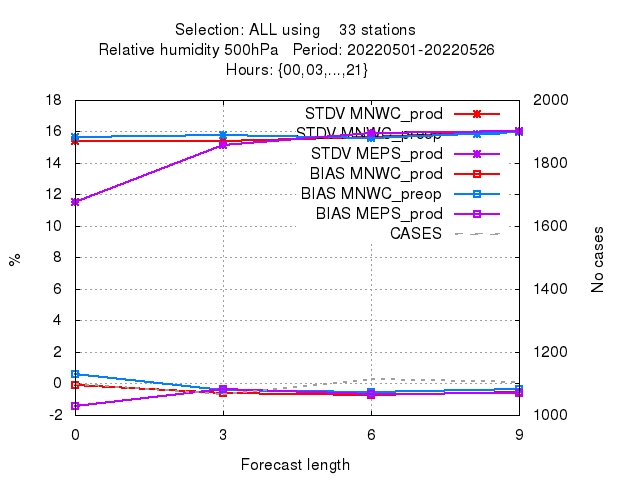 Selection: ALL using 33 stations
Relative humidity 500hPa Period: 20220501-20220526
Hours: {00,03,...,21}
18 2000
STDV MNWC_prod
16
STDV MNWC_preop
STDV MEPS_prod
14 1800
BIAS MNWC_prod
12 BIAS MNWC_preop
1600
BIAS MEPS_prod
10 CASES
%
No cases
8 1400
6
4
2 1200
0
-2 1000
0 3 6 9
Forecast length